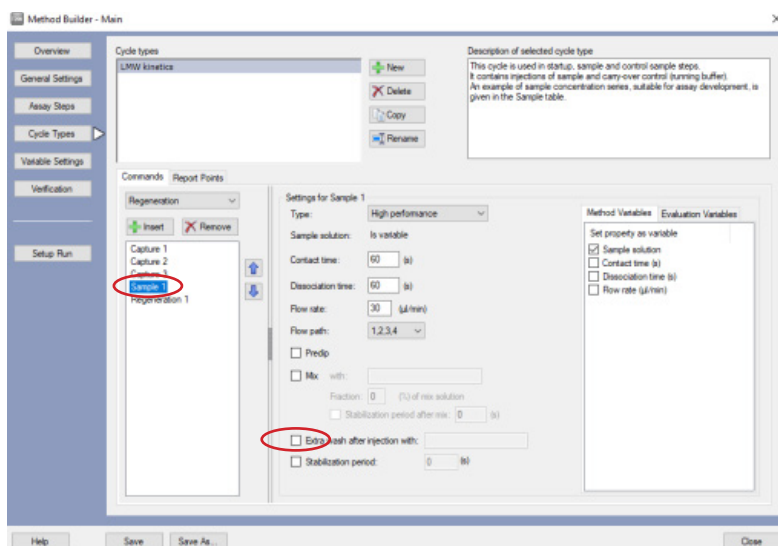 Method Builder - Main
Overview
General Settings
Assay Steps
Cycle Types
Variable Settings
Verification
Setup Run
Cycle types
LMW kinetics
New
Delete
Copy
Rename
Description of selected cycle type
This cycle is used in startup, sample and control sample steps.
It contains injections of sample and carry-over control (running buffer).
An example of sample concentration series, suitable for assay development, is
given in the Sample table.
Commands Report Points
Regeneration
Insert Remove
Capture 1
Capture 2
Capture 3
Sample 1
Regeneration 1
Settings for Sample 1
Type: High performance
Sample solution: Is variable
Contact time: 60 (s)
Dissociation time: 60 (s)
Flow rate: 30 (µl/min)
Flow path: 1,2,3,4
Predip
Mix with:
Fraction: 0 (%) of mix solution
Stabilization period after mix: 0 (s)
Extra wash after injection with:
Stabilization period: 0 (s)
Method Variables Evaluation Variables
Set property as variable
Sample solution
Contact time (s)
Dissociation time (s)
Flow rate (µl/min)
Help Save Save As... Close